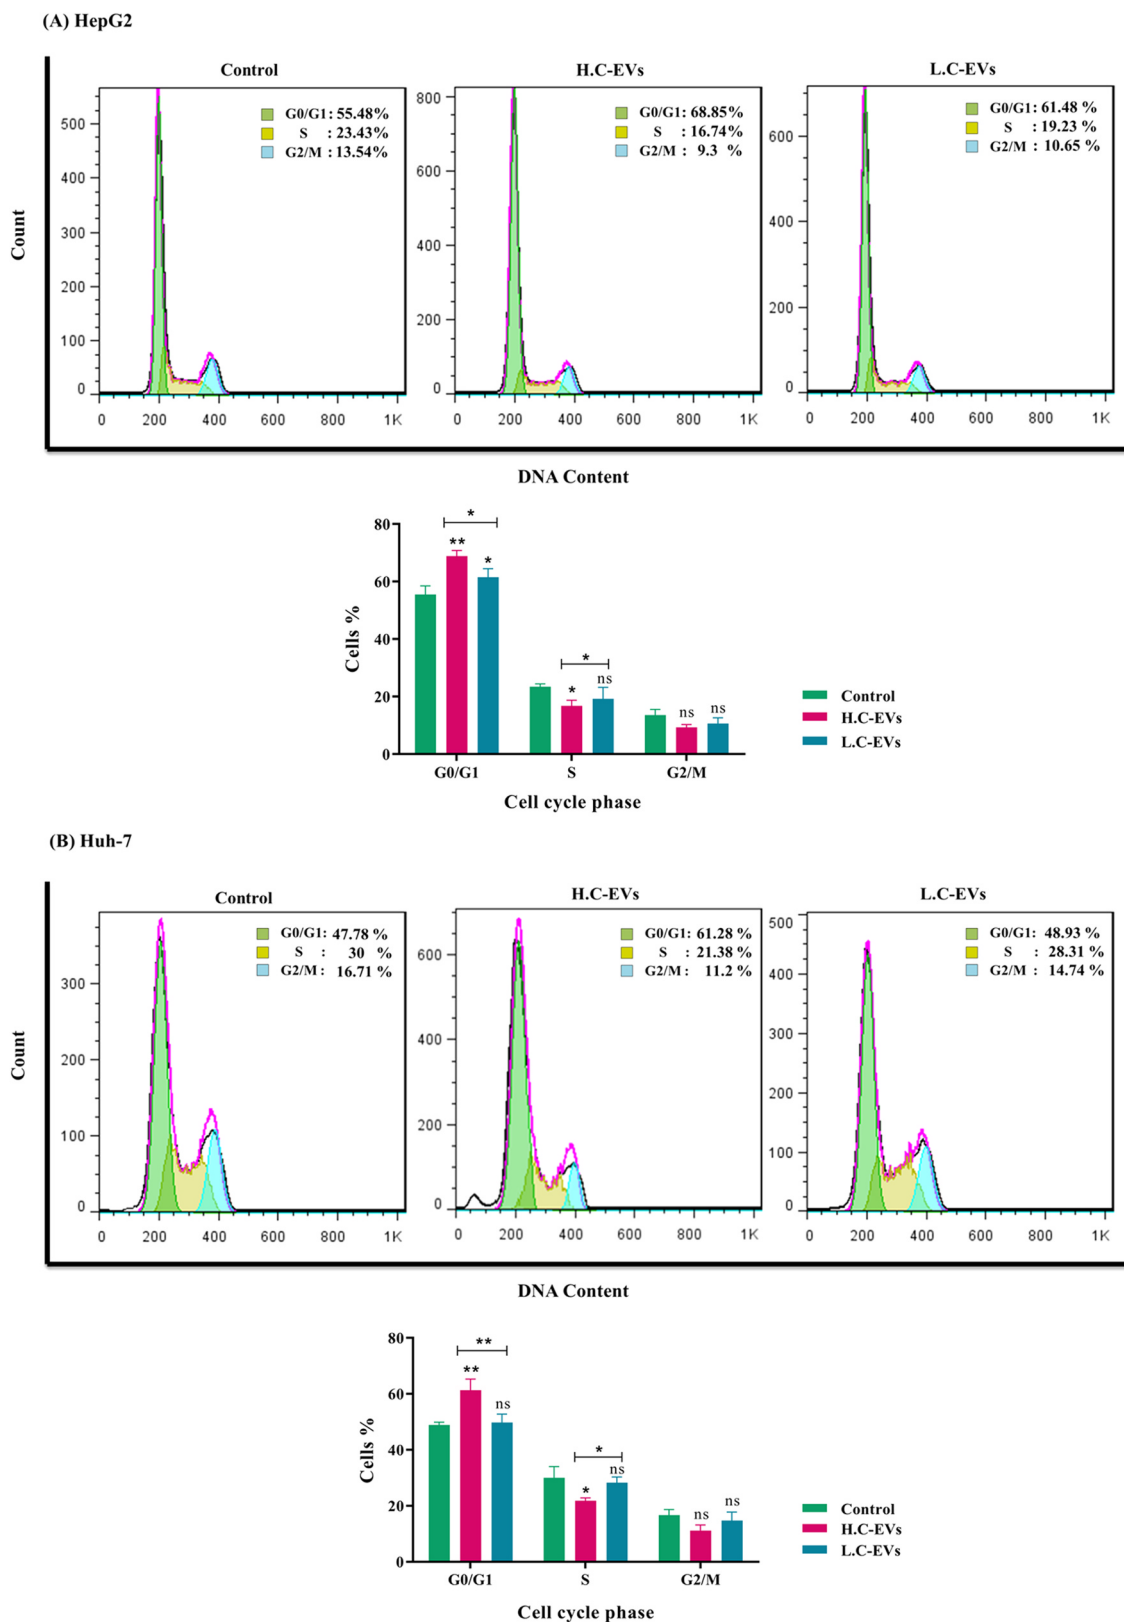 (A) HepG2
Control
H.C-EVs
L.C-EVs
G0/G1: 55.48%
S : 23.43%
G2/M : 13.54%
G0/G1: 68.85%
S : 16.74%
G2/M : 9.3 %
G0/G1: 61.48 %
S : 19.23 %
G2/M : 10.65 %
Count
500
400
300
200
100
0
800
600
400
200
0
600
400
200
0
0 200 400 600 800 1K
0 200 400 600 800 1K
0 200 400 600 800 1K
DNA Content
80
60
40
20
0
Cells %
*
**
*
*
*
ns
ns
ns
G0/G1
S
G2/M
Cell cycle phase
Control
H.C-EVs
L.C-EVs
(B) Huh-7
Control
H.C-EVs
L.C-EVs
G0/G1: 47.78 %
S : 30 %
G2/M : 16.71 %
G0/G1: 61.28 %
S : 21.38 %
G2/M : 11.2 %
G0/G1: 48.93 %
S : 28.31 %
G2/M : 14.74 %
Count
300
200
100
0
600
400
200
0
500
400
300
200
100
0
0 200 400 600 800 1K
0 200 400 600 800 1K
0 200 400 600 800 1K
DNA Content
80
60
40
20
0
Cells %
**
**
ns
*
*
ns
ns
ns
G0/G1
S
G2/M
Cell cycle phase
Control
H.C-EVs
L.C-EVs